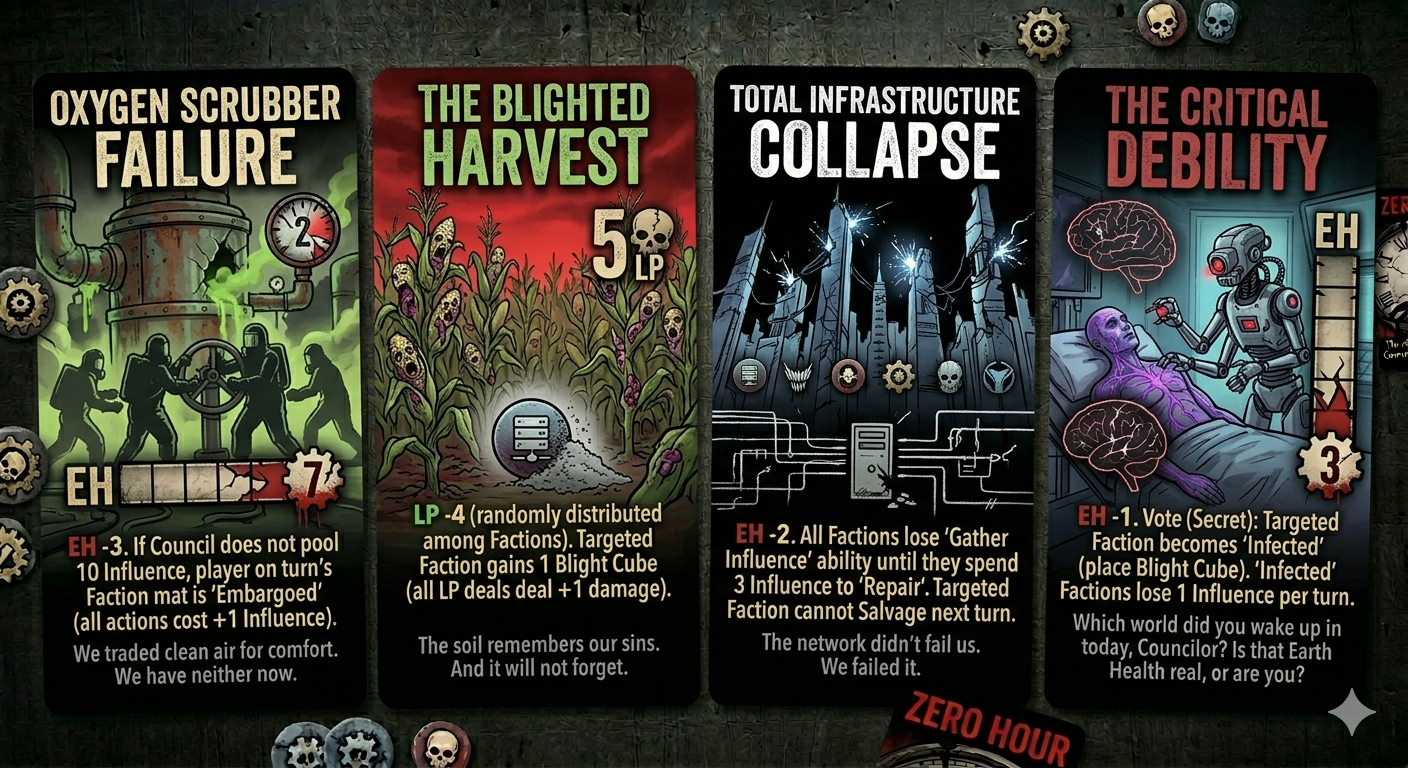 OXYGEN SCRUBBER
FAILURE
2
EH
7
EH -3. If Council does not pool
10 Influence, player on turn's
Faction mat is 'Embargoed'
(all actions cost +1 Influence).
We traded clean air for comfort.
We have neither now.
THE BLIGHTED
HARVEST
5
LP
LP -4 (randomly distributed
among Factions). Targeted
Faction gains 1 Blight Cube
(all LP deals deal +1 damage).
The soil remembers our sins.
And it will not forget.
TOTAL INFRASTRUCTURE
COLLAPSE
EH -2. All Factions lose 'Gather
Influence' ability until they spend
3 Influence to 'Repair'. Targeted
Faction cannot Salvage next turn.
The network didn't fail us.
We failed it.
THE CRITICAL
DEBILITY
EH
3
EH -1. Vote (Secret): Targeted
Faction becomes 'Infected'
(place Blight Cube). 'Infected'
Factions lose 1 Influence per turn.
Which world did you wake up in
today, Councilor? Is that Earth
Health real, or are you?
ZERO HOUR